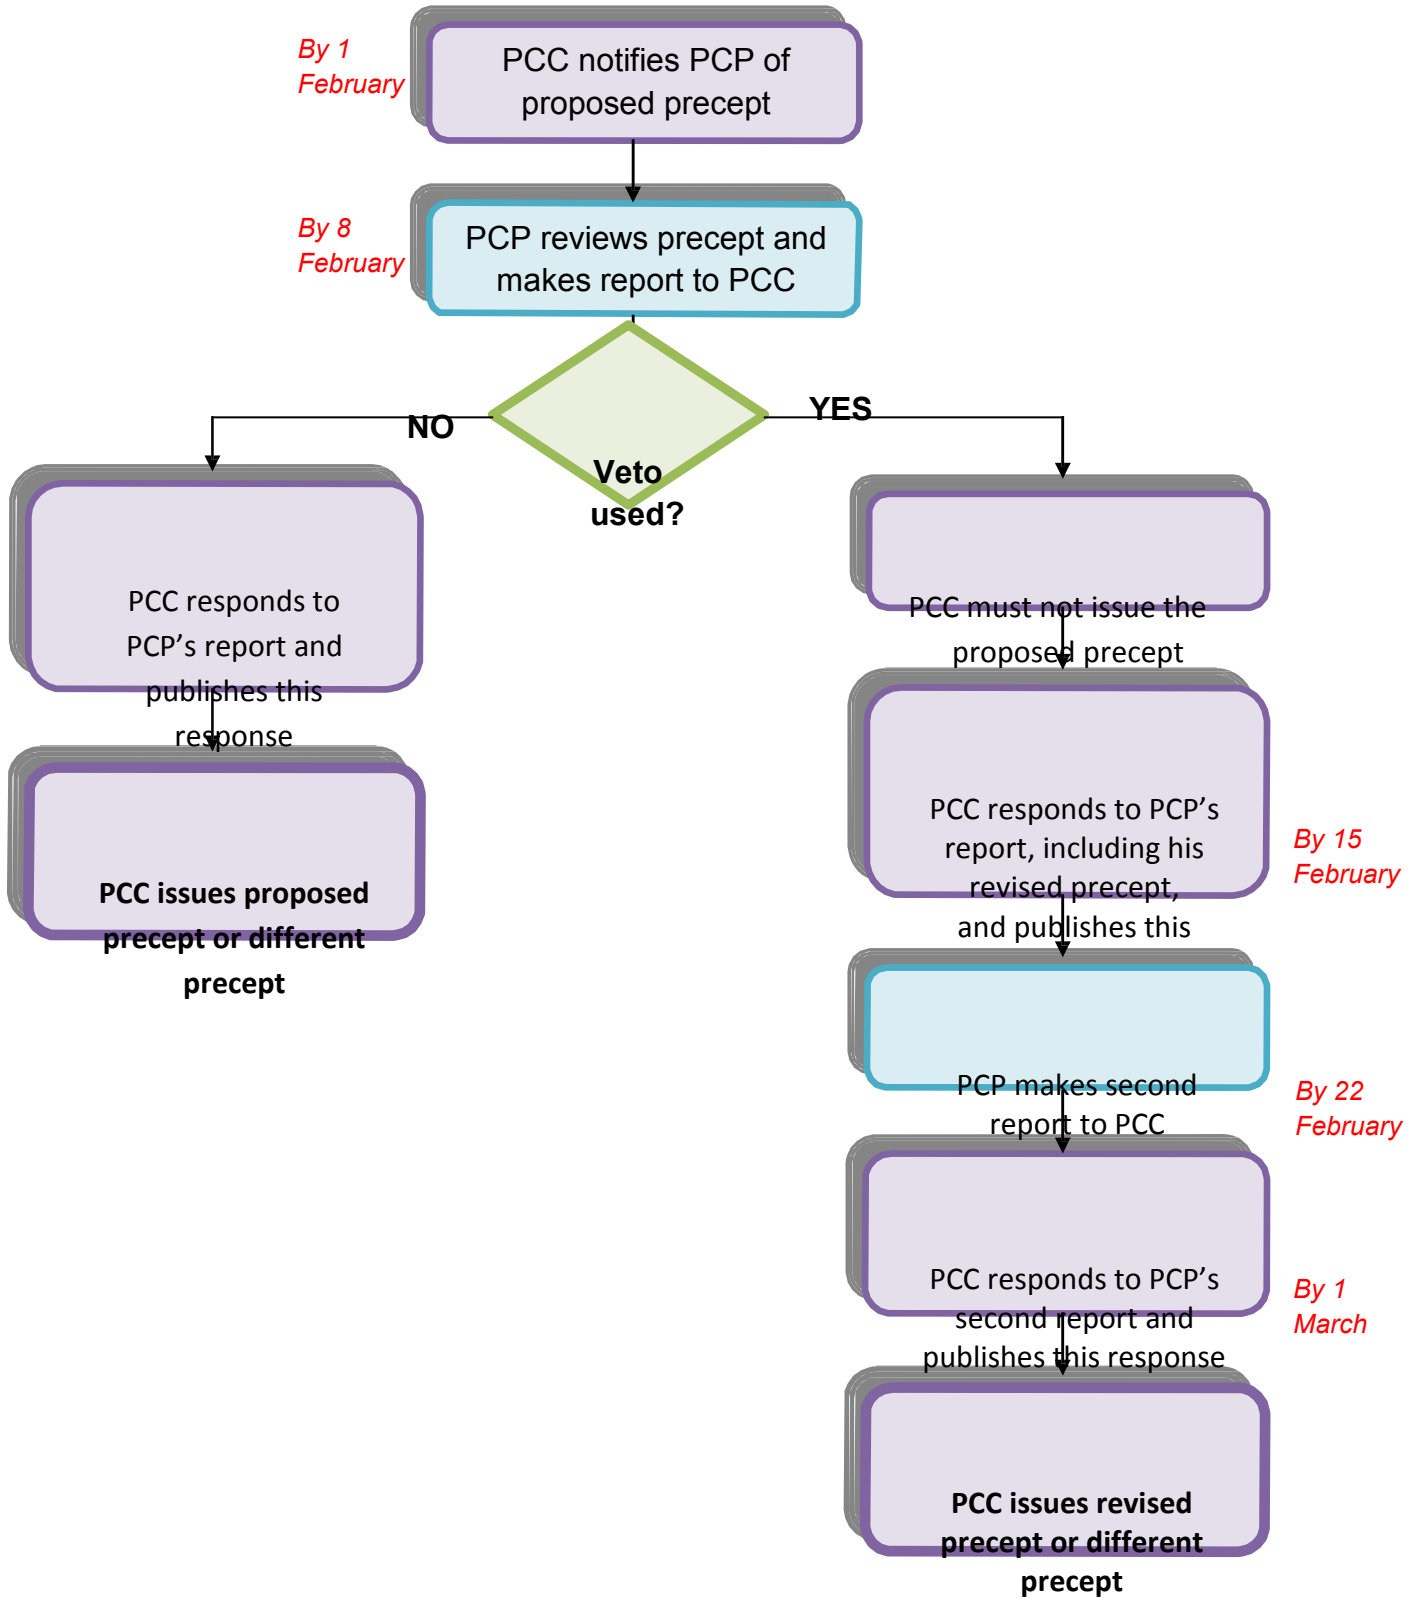 By 1
February
PCC notifies PCP of
proposed precept
By 8
February
PCP reviews precept and
makes report to PCC
NO
YES
Veto
used?
PCC responds to
PCP’s report and
publishes this
response
PCC issues proposed
precept or different
precept
PCC must not issue the
proposed precept
PCC responds to PCP’s
report, including his
revised precept,
and publishes this
By 15
February
PCP makes second
report to PCC
By 22
February
PCC responds to PCP’s
second report and
publishes this response
By 1
March
PCC issues revised
precept or different
precept